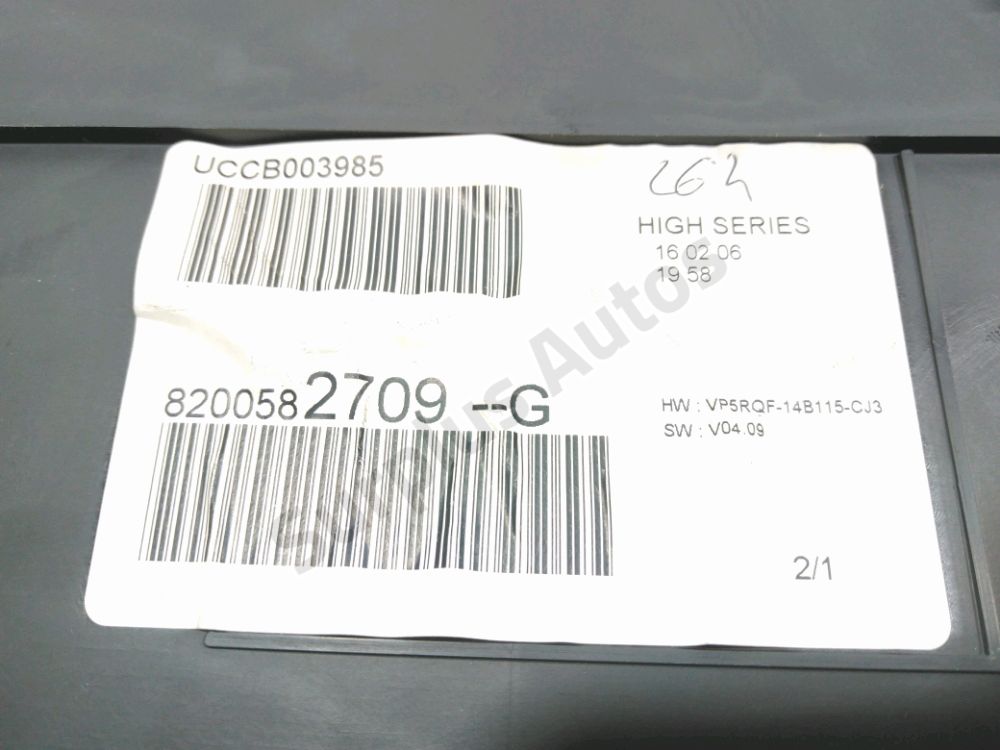 UCCB003985
HIGH SERIES
16 02 06
19 58
8200582709 --G
HW : VP5RQF-14B115-CJ3
SW : V04.09
2/1
Surplus Autos